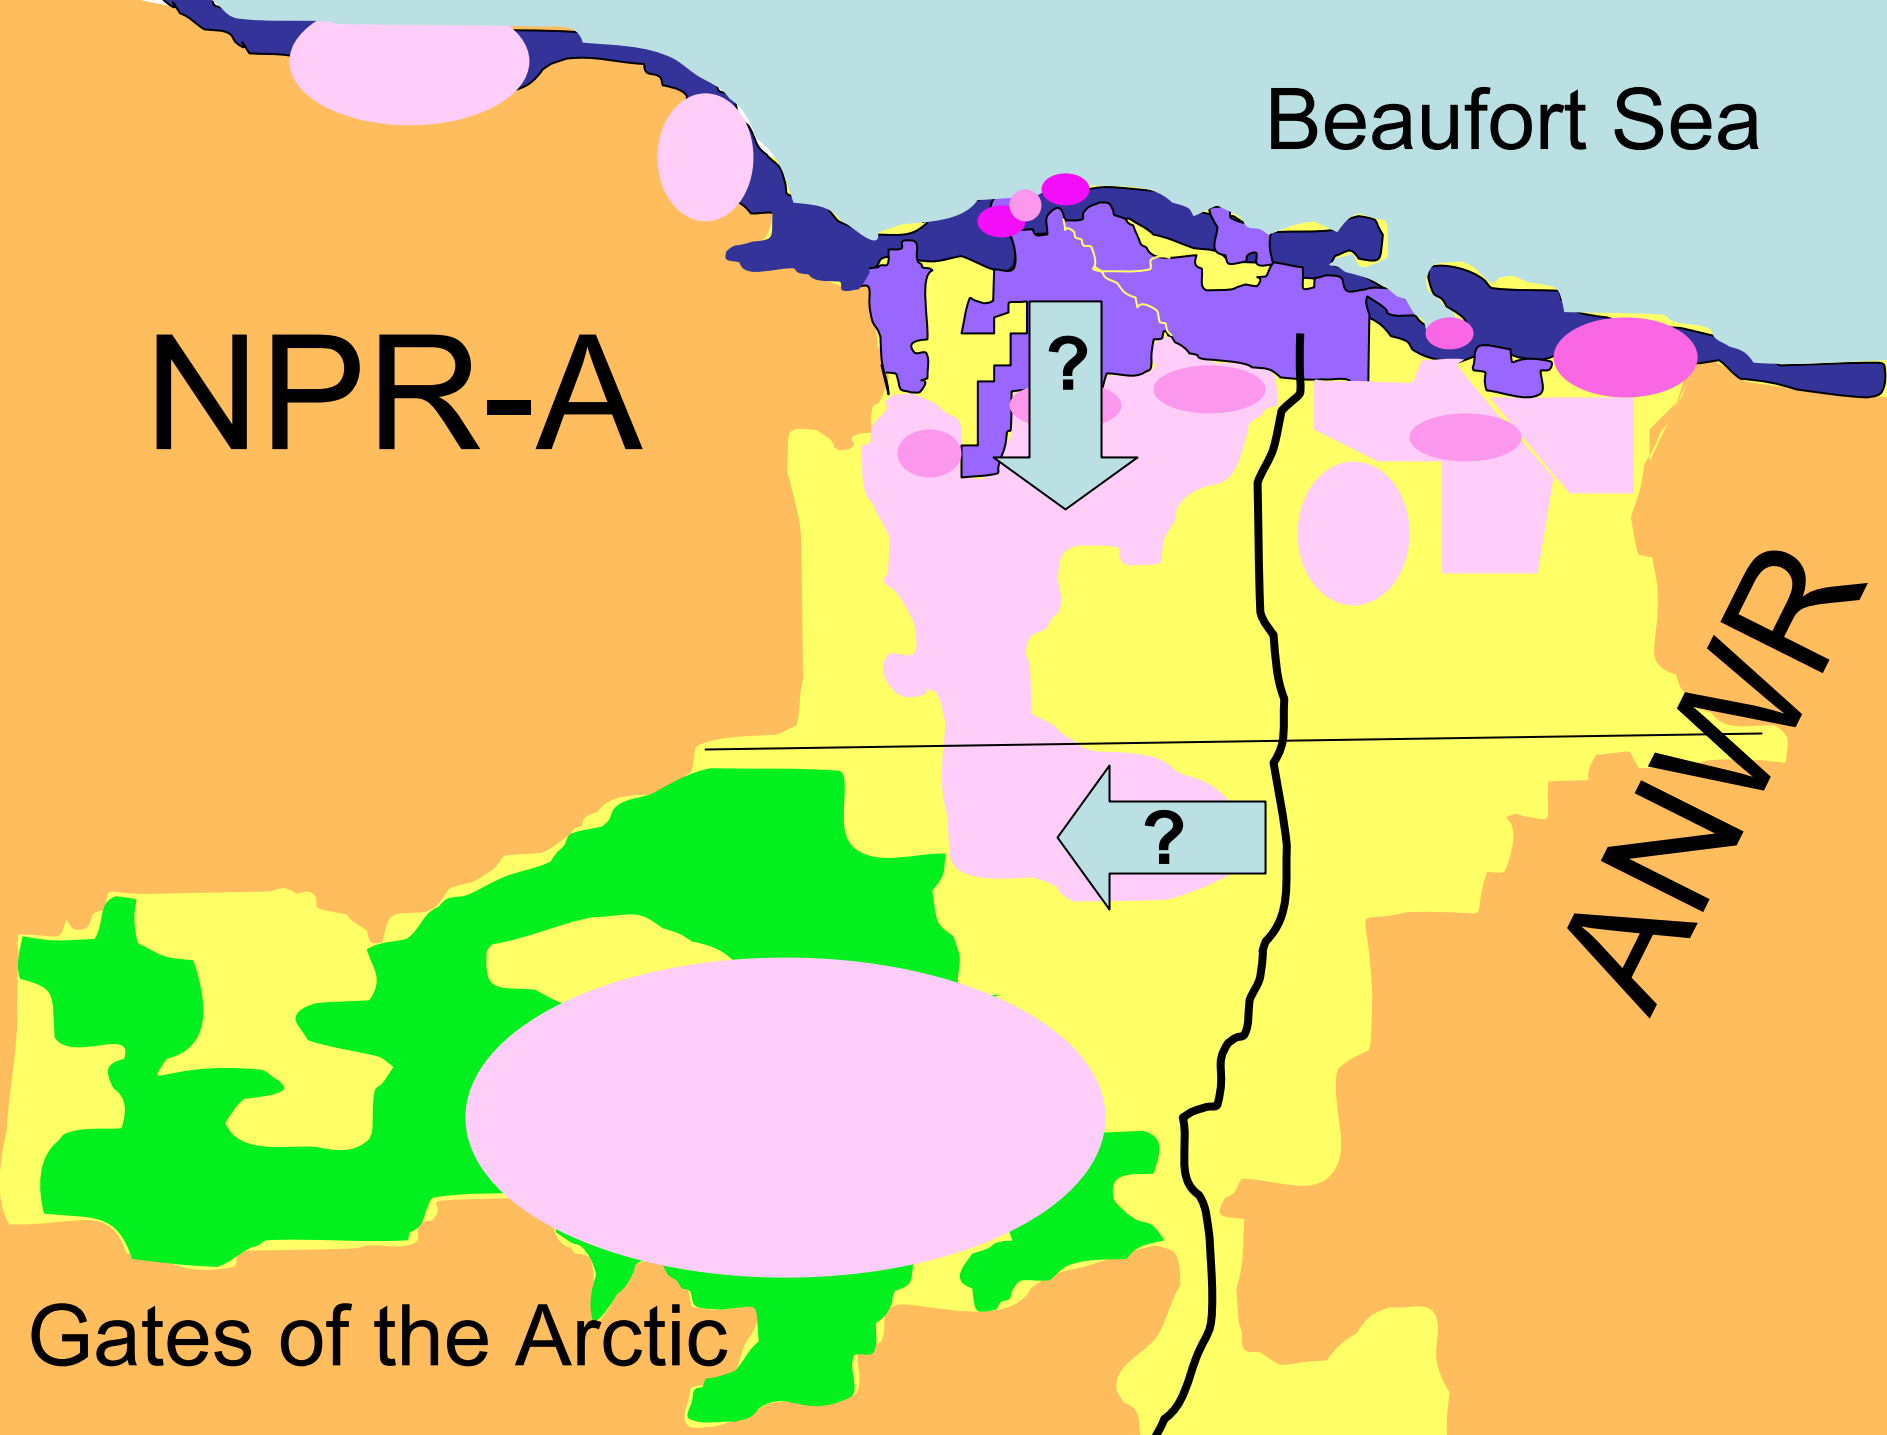 Beaufort Sea
NPR-A
?
ANWR
?
Gates of the Arctic